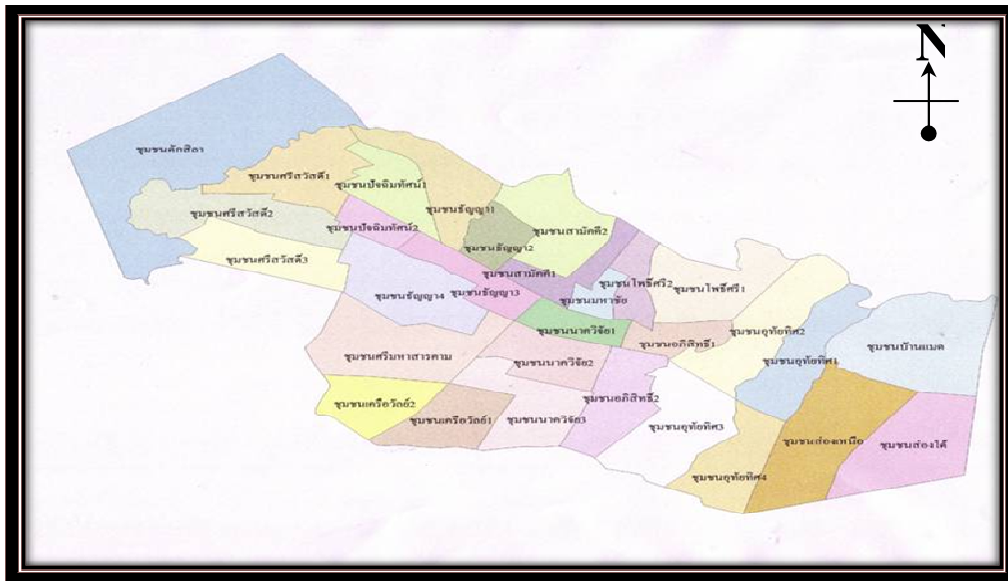 N
ชุมชนตักสิลา
ชุมชนศรีสวัสดิ์1
ชุมชนปัจฉิมทัศน์1
ชุมชนศรีสวัสดิ์2
ชุมชนธัญญา1
ชุมชนปัจฉิมทัศน์2
ชุมชนสามัคคี2
ชุมชนธัญญา2
ชุมชนศรีสวัสดิ์3
ชุมชนสามัคคี1
ชุมชนโพธิ์ศรี2
ชุมชนโพธิ์ศรี1
ชุมชนธัญญา4
ชุมชนธัญญา3
ชุมชนมหาชัย
ชุมชนนาควิจัย1
ชุมชนอุทัยทิศ2
ชุมชนอภิสิทธิ์1
ชุมชนบ้านแมด
ชุมชนศรีมหาสารคาม
ชุมชนนาควิจัย2
ชุมชนอุทัยทิศ1
ชุมชนเครือวัลย์2
ชุมชนอภิสิทธิ์2
ชุมชนเครือวัลย์1
ชุมชนนาควิจัย3
ชุมชนอุทัยทิศ3
ชุมชนส่องเหนือ
ชุมชนส่องใต้
ชุมชนอุทัยทิศ4